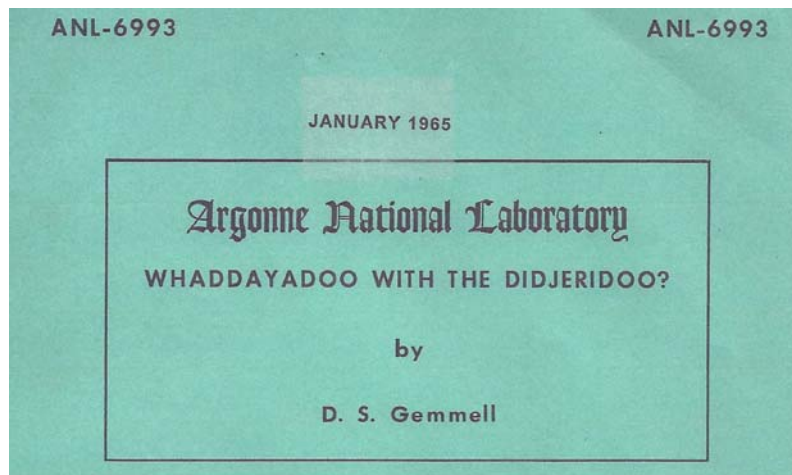 ANL-6993 ANL-6993
JANUARY 1965
Argonne National Laboratory
WHADDAYADOO WITH THE DIDJERIDOO?
by
D. S. Gemmell